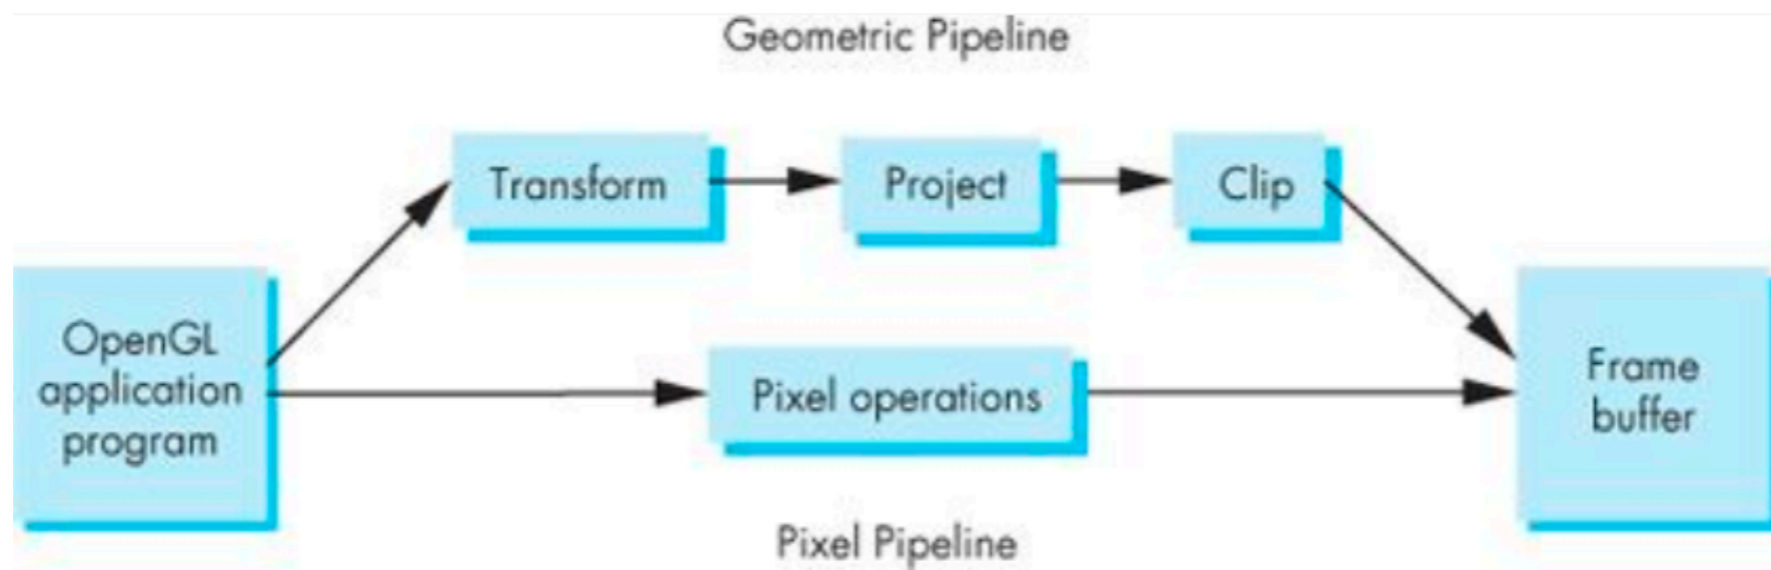 Geometric Pipeline
Transform
Project
Clip
OpenGL
application
program
Pixel operations
Frame
buffer
Pixel Pipeline